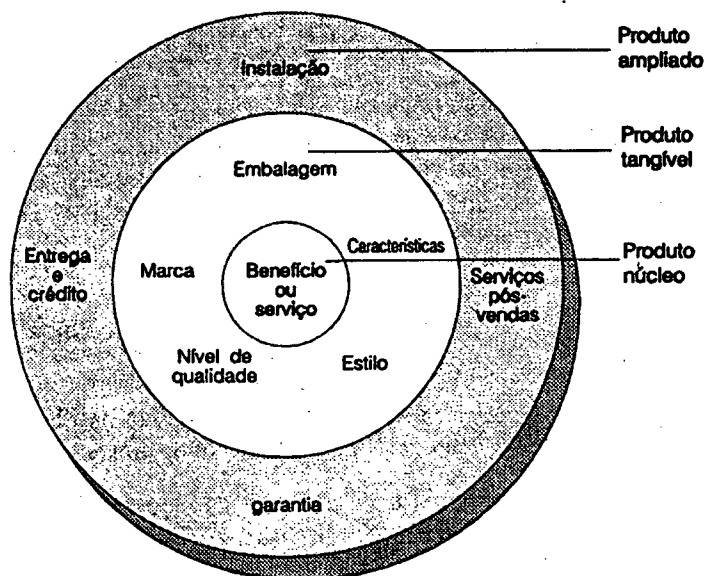 Produto
ampliado
Instalação
Produto
tangível
Embalagem
Características
Produto
núcleo
Entrega
e
crédito
Marca
Benefício
ou
serviço
Serviços
pós-
vendas
Nível de
qualidade
Estilo
garantia